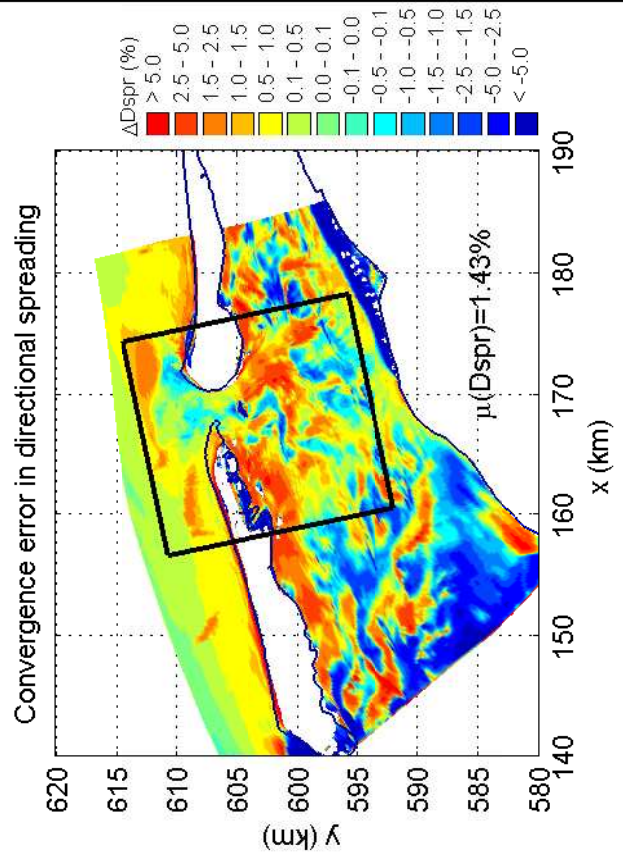 Convergence error in directional spreading
y (km)
620
615
610
605
600
595
590
585
580
140
150
160
170
180
190
x (km)
μ(Dspr)=1.43%
ΔDspr (%)
> 5.0
2.5 - 5.0
1.5 - 2.5
1.0 - 1.5
0.5 - 1.0
0.1 - 0.5
0.0 - 0.1
-0.1 - 0.0
-0.5 - -0.1
-1.0 - -0.5
-1.5 - -1.0
-2.5 - -1.5
-5.0 - -2.5
< -5.0